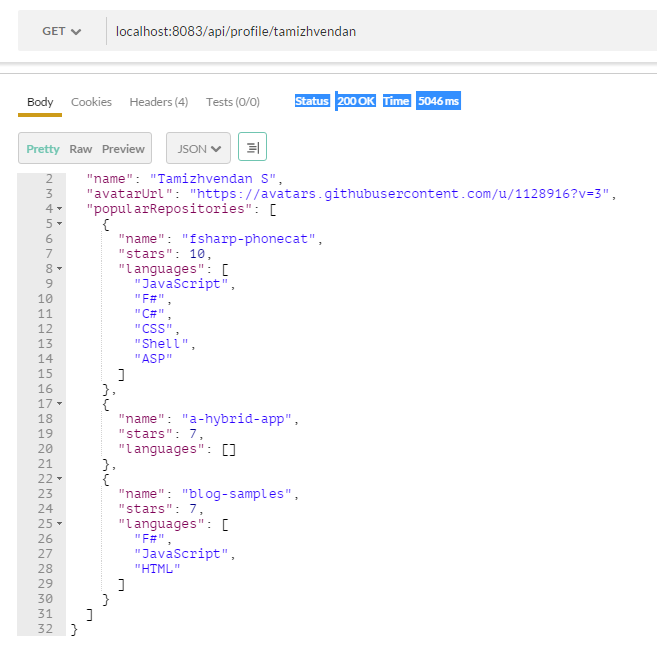 GET localhost:8083/api/profile/tamizhvendan
Body Cookies Headers (4) Tests (0/0) Status 200 OK Time 5046 ms
Pretty Raw Preview JSON
2 "name": "Tamizhvendan S",
3 "avatarUrl": "https://avatars.githubusercontent.com/u/1128916?v=3",
4 "popularRepositories": [
5 {
6 "name": "fsharp-phonecat",
7 "stars": 10,
8 "languages": [
9 "JavaScript",
10 "F#",
11 "C#",
12 "CSS",
13 "Shell",
14 "ASP"
15 ]
16 },
17 {
18 "name": "a-hybrid-app",
19 "stars": 7,
20 "languages": []
21 },
22 {
23 "name": "blog-samples",
24 "stars": 7,
25 "languages": [
26 "F#",
27 "JavaScript",
28 "HTML"
29 ]
30 }
31 ]
32 }